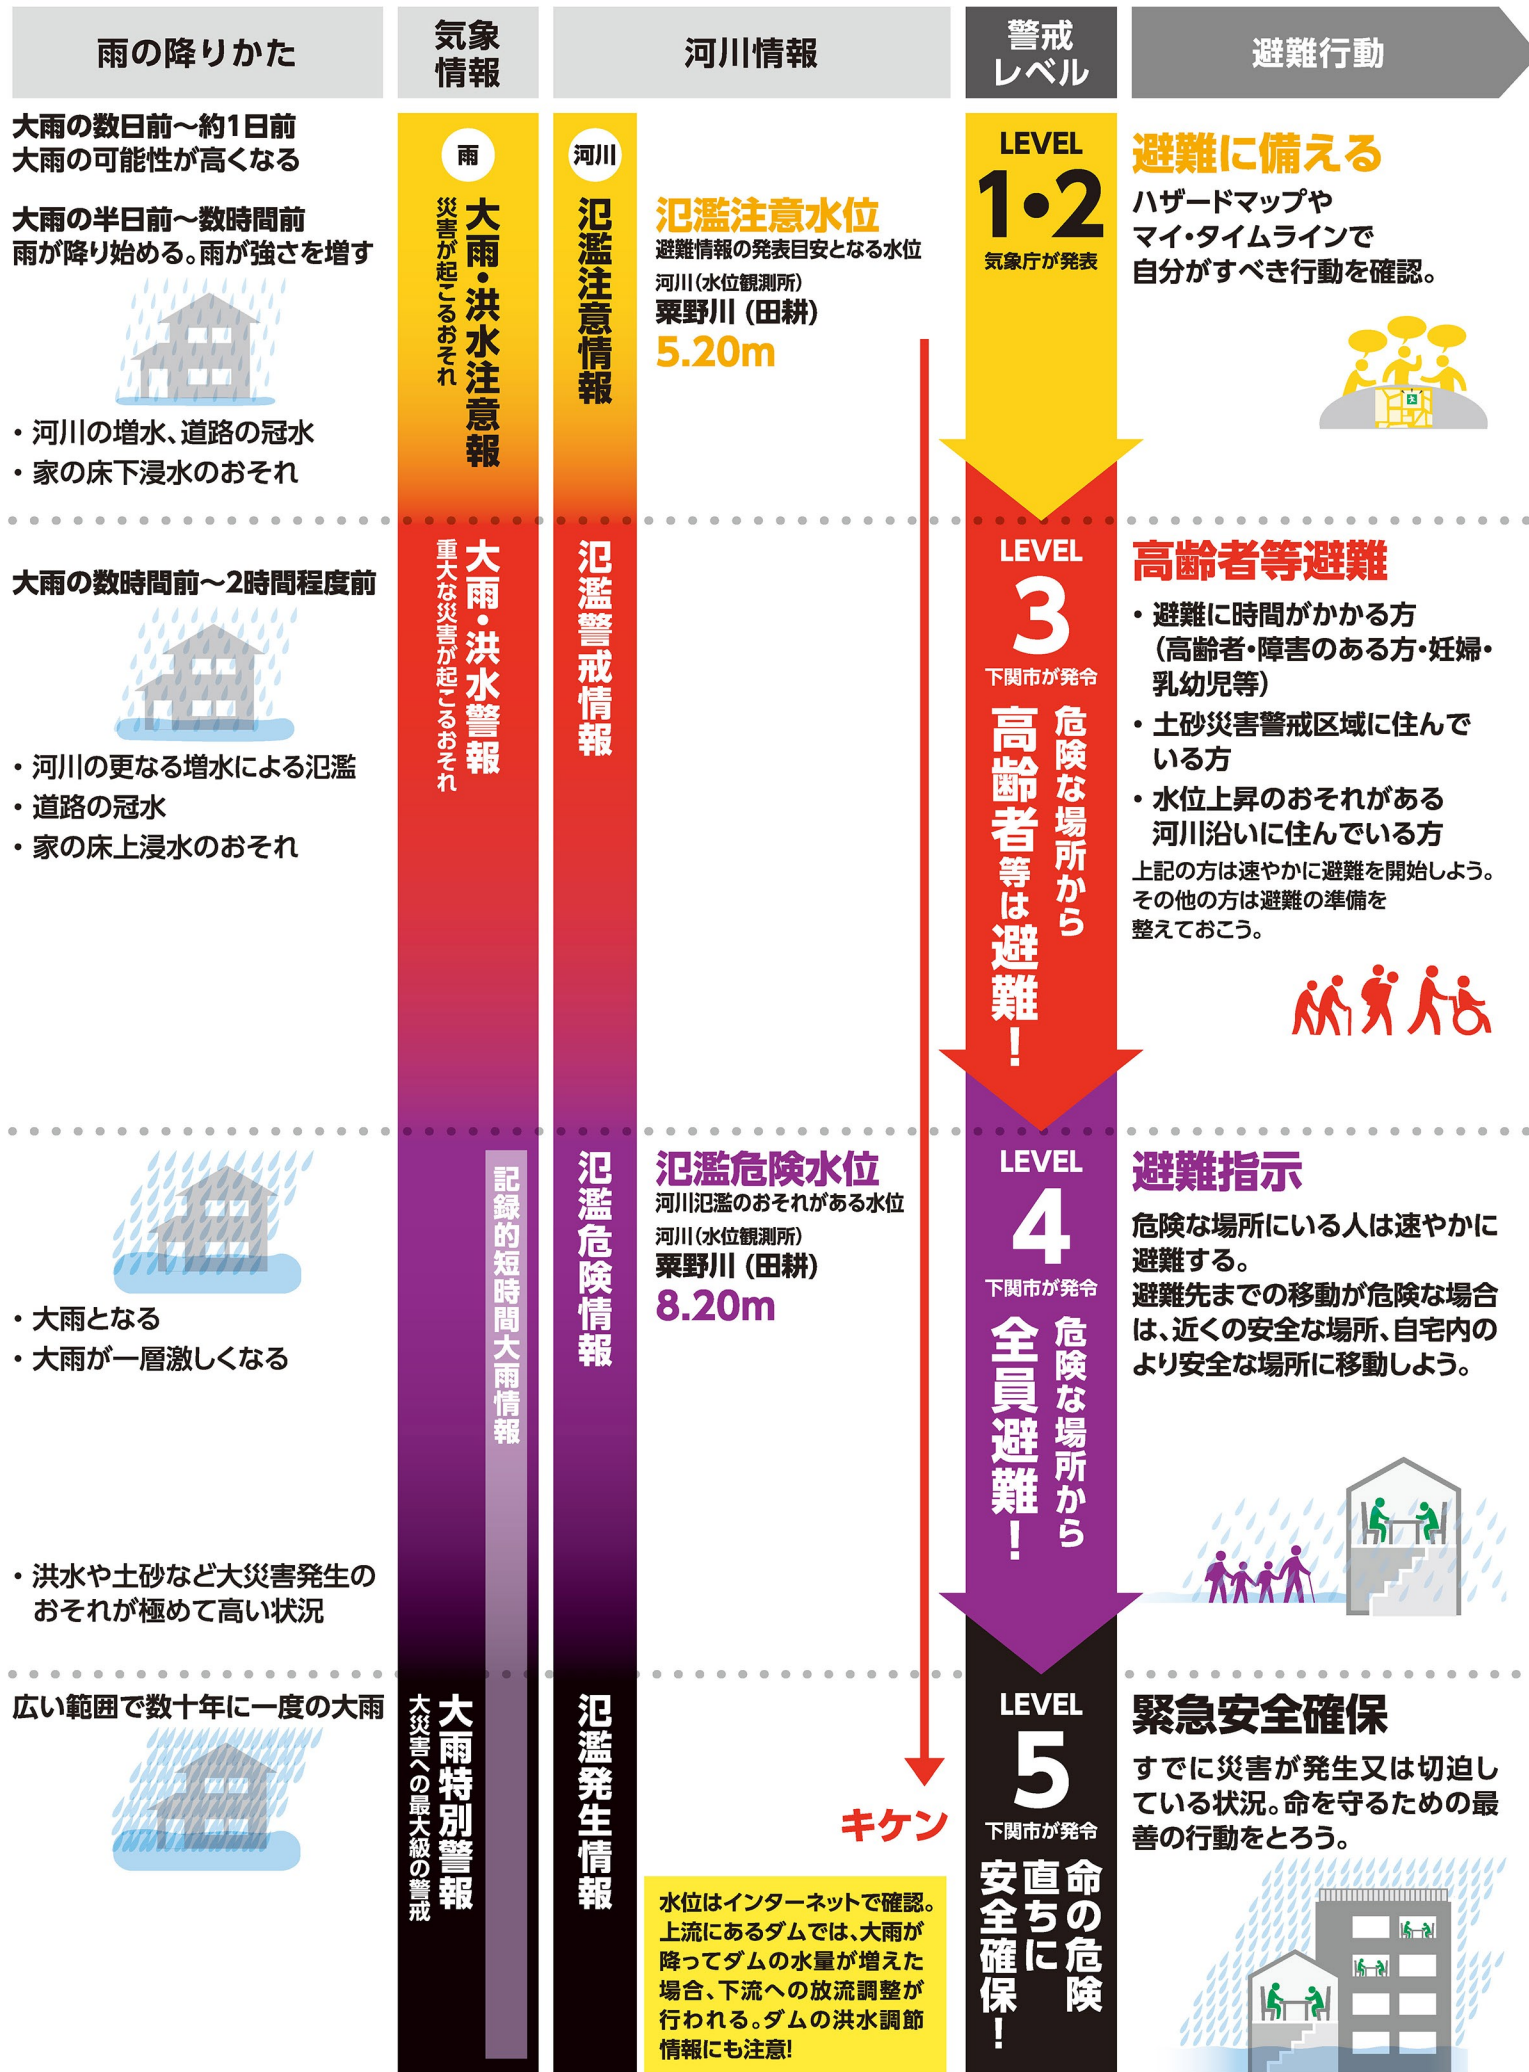 雨の降りかた
気象
情報
河川情報
警戒
レベル
避難行動
大雨の数日前～約1日前
大雨の可能性が高くなる
大雨の半日前～数時間前
雨が降り始める。雨が強さを増す
・河川の増水、道路の冠水
・家の床下浸水のおそれ
雨
大雨・洪水注意報
災害が起こるおそれ
河川
氾濫注意情報
氾濫注意水位
避難情報の発表目安となる水位
河川（水位観測所）
粟野川（田耕）
5.20m
LEVEL
1・2
気象庁が発表
避難に備える
ハザードマップや
マイ・タイムラインで
自分がすべき行動を確認。
大雨の数時間前～2時間程度前
・河川の更なる増水による氾濫
・道路の冠水
・家の床上浸水のおそれ
大雨・洪水警報
重大な災害が起こるおそれ
氾濫警戒情報
LEVEL
3
下関市が発令
危険な場所から
高齢者等は避難！
高齢者等避難
・避難に時間がかかる方
（高齢者・障害のある方・妊婦・
乳幼児等）
・土砂災害警戒区域に住んで
いる方
・水位上昇のおそれがある
河川沿いに住んでいる方
上記の方は速やかに避難を開始しよう。
その他の方は避難の準備を
整えておこう。
・大雨となる
・大雨が一層激しくなる
・洪水や土砂など大災害発生の
おそれが極めて高い状況
記録的短時間大雨情報
氾濫危険情報
氾濫危険水位
河川氾濫のおそれがある水位
河川（水位観測所）
粟野川（田耕）
8.20m
LEVEL
4
下関市が発令
危険な場所から
全員避難！
避難指示
危険な場所にいる人は速やかに
避難する。
避難先までの移動が危険な場合
は、近くの安全な場所、自宅内の
より安全な場所に移動しよう。
広い範囲で数十年に一度の大雨
大雨特別警報
大災害への最大級の警戒
氾濫発生情報
キケン
水位はインターネットで確認。
上流にあるダムでは、大雨が
降ってダムの水量が増えた
場合、下流への放流調整が
行われる。ダムの洪水調節
情報にも注意!
LEVEL
5
下関市が発令
命の危険
直ちに
安全確保！
緊急安全確保
すでに災害が発生又は切迫し
ている状況。命を守るための最
善の行動をとろう。